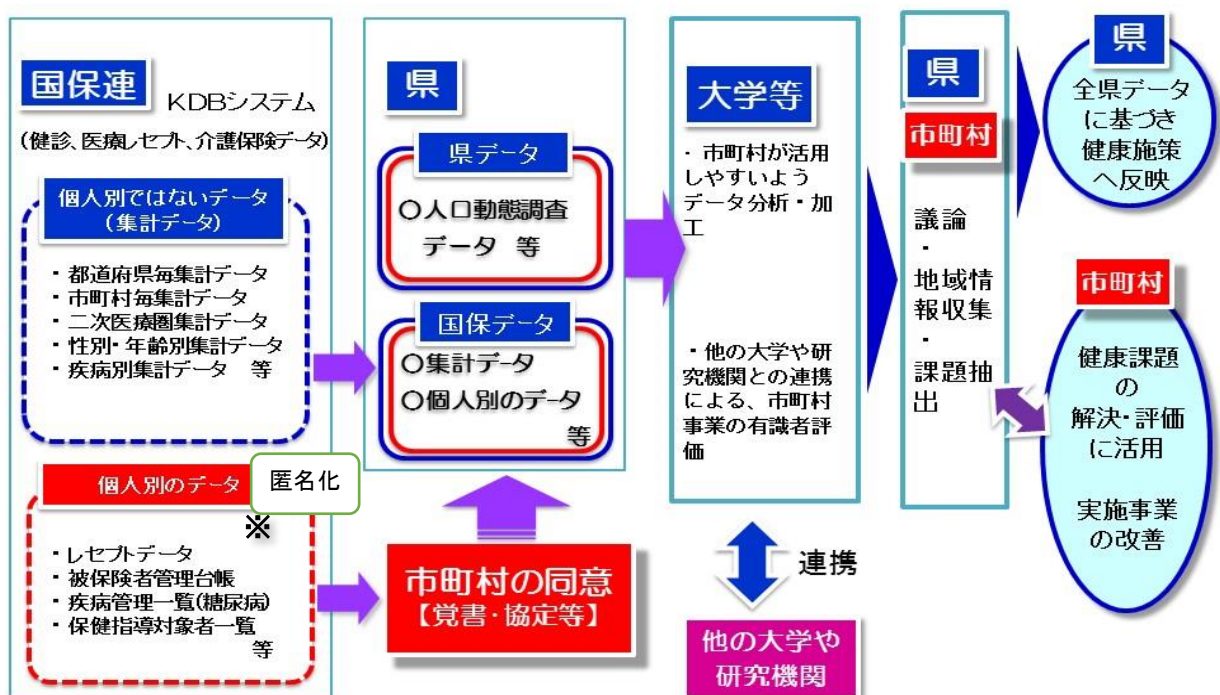 国保連
KDBシステム
(健診、医療レセプト、介護保険データ)
個人別ではないデータ
(集計データ)
・都道府県毎集計データ
・市町村毎集計データ
・二次医療圏集計データ
・性別・年齢別集計データ
・疾病別集計データ 等
個人別のデータ
匿名化
※
・レセプトデータ
・被保険者管理台帳
・疾病管理一覧(糖尿病)
・保健指導対象者一覧
等
県
県データ
○人口動態調査
データ 等
国保データ
○集計データ
○個人別のデータ
等
市町村の同意
【覚書・協定等】
大学等
・市町村が活用
しやすいよう
データ分析・加
工
・他の大学や研
究機関との連携
による、市町村
事業の有識者評
価
連携
他の大学や
研究機関
県
市町村
議論
・
地域情
報収集
・
課題抽
出
県
全県データ
に基づき
健康施策
へ反映
市町村
健康課題
の
解決・評価
に活用
実施事業
の改善